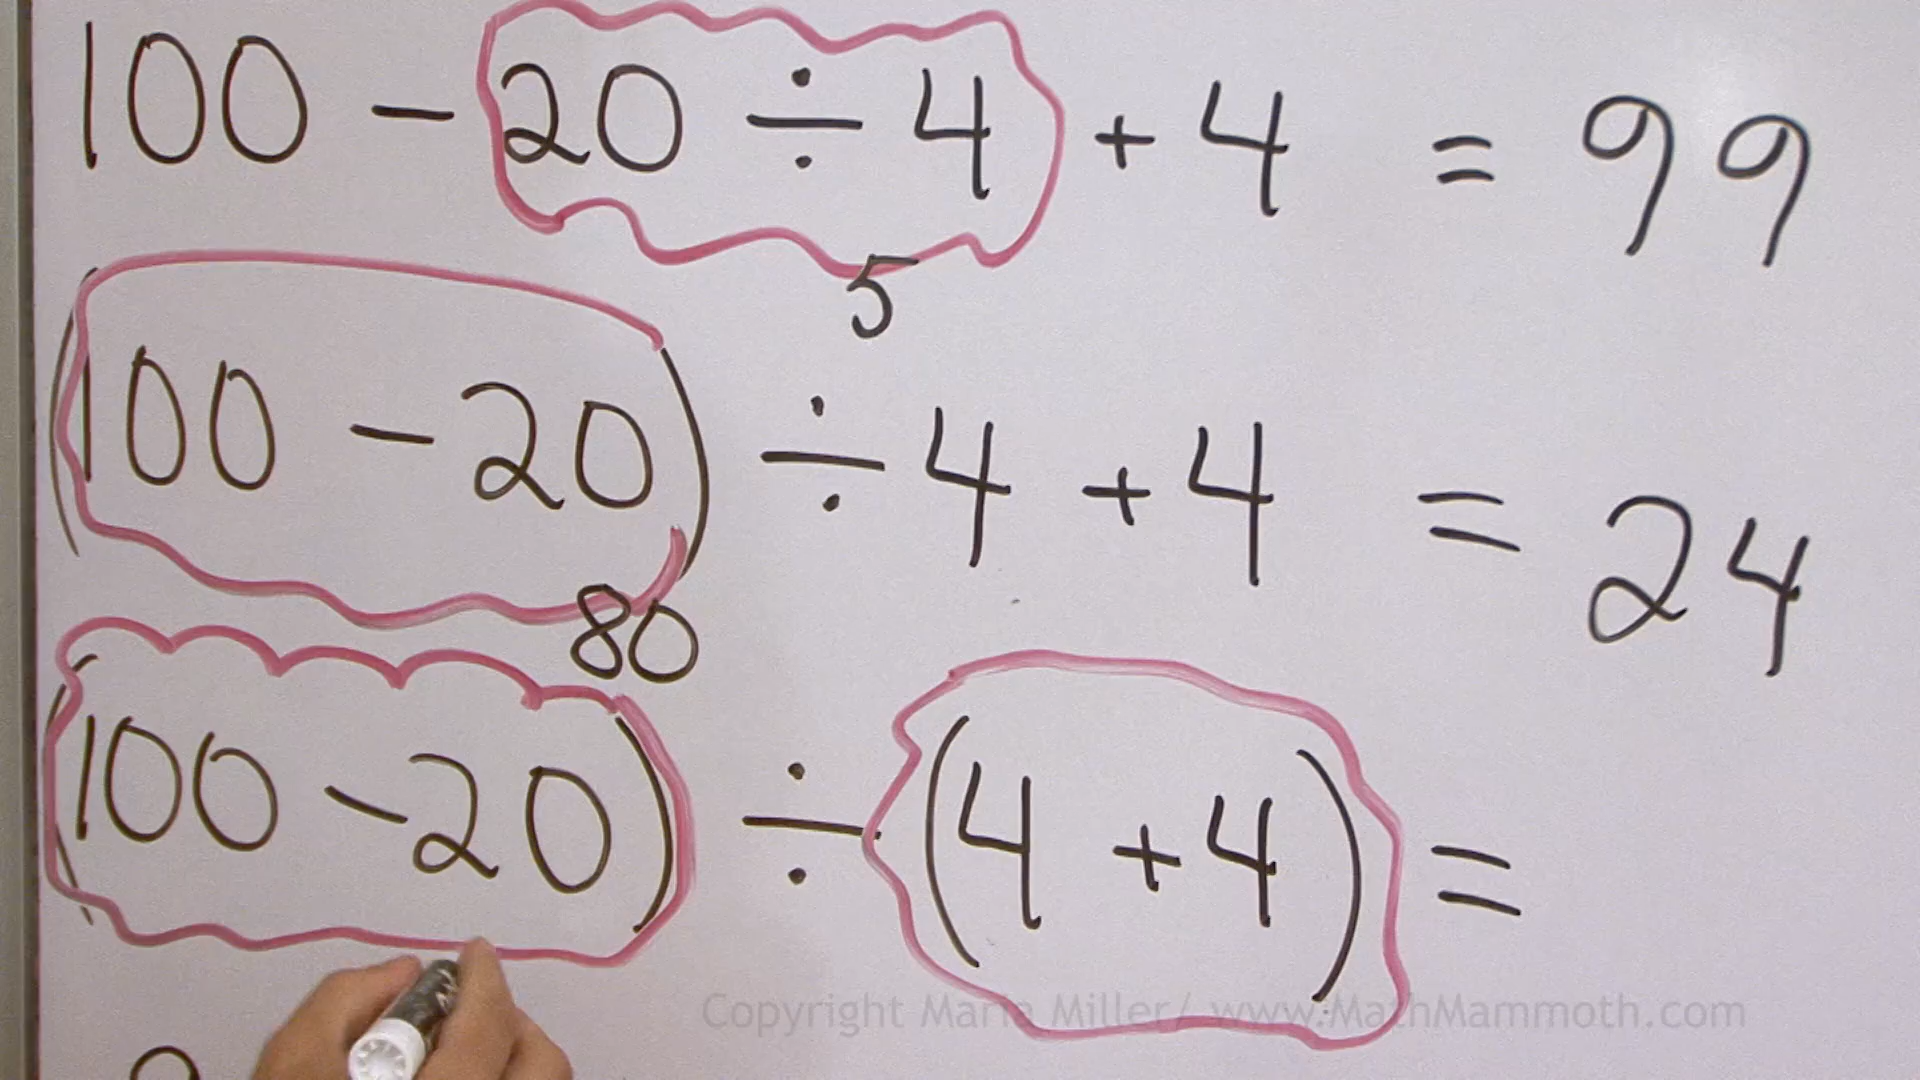 100 - 20 ÷ 4 + 4 = 99
5
(100 - 20) ÷ 4 + 4 = 24
80
(100 - 20) ÷ (4 + 4) =
Copyright Maria Miller/ www.MathMammoth.com